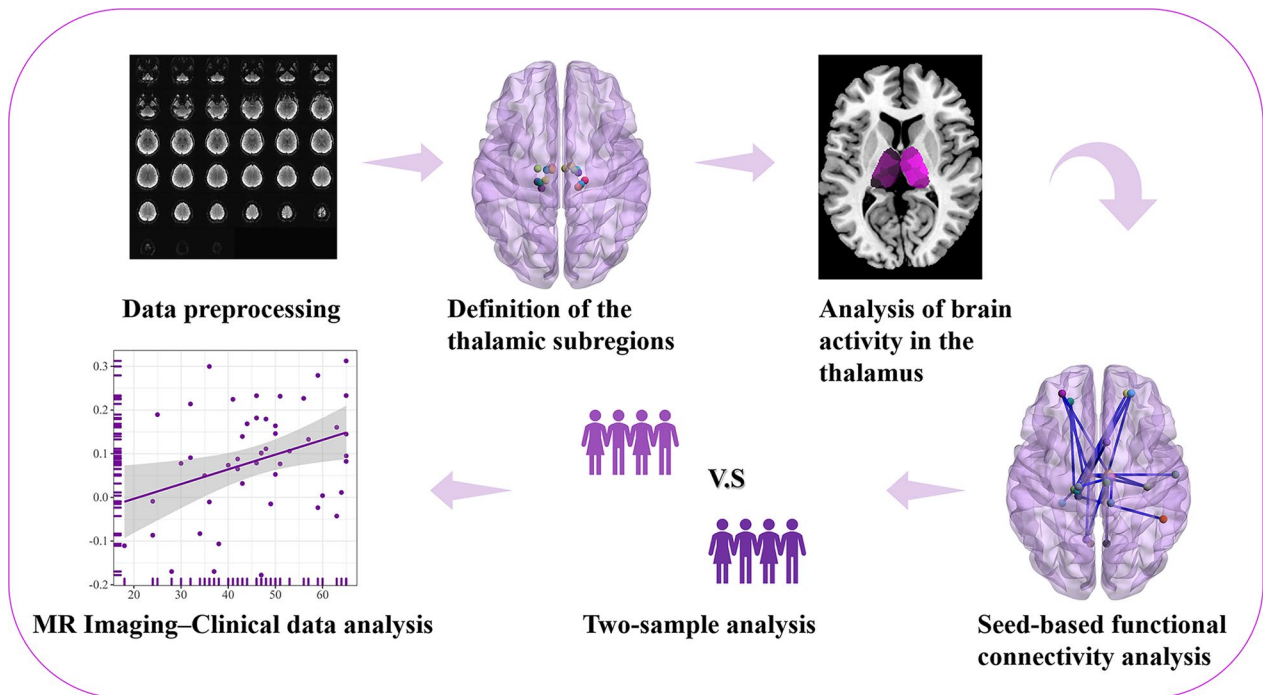 Data preprocessing
Definition of the
thalamic subregions
Analysis of brain
activity in the
thalamus
0.3
0.2
0.1
0.0
-0.1
-0.2
20
30
40
50
60
MR Imaging–Clinical data analysis
V.S
Two-sample analysis
Seed-based functional
connectivity analysis